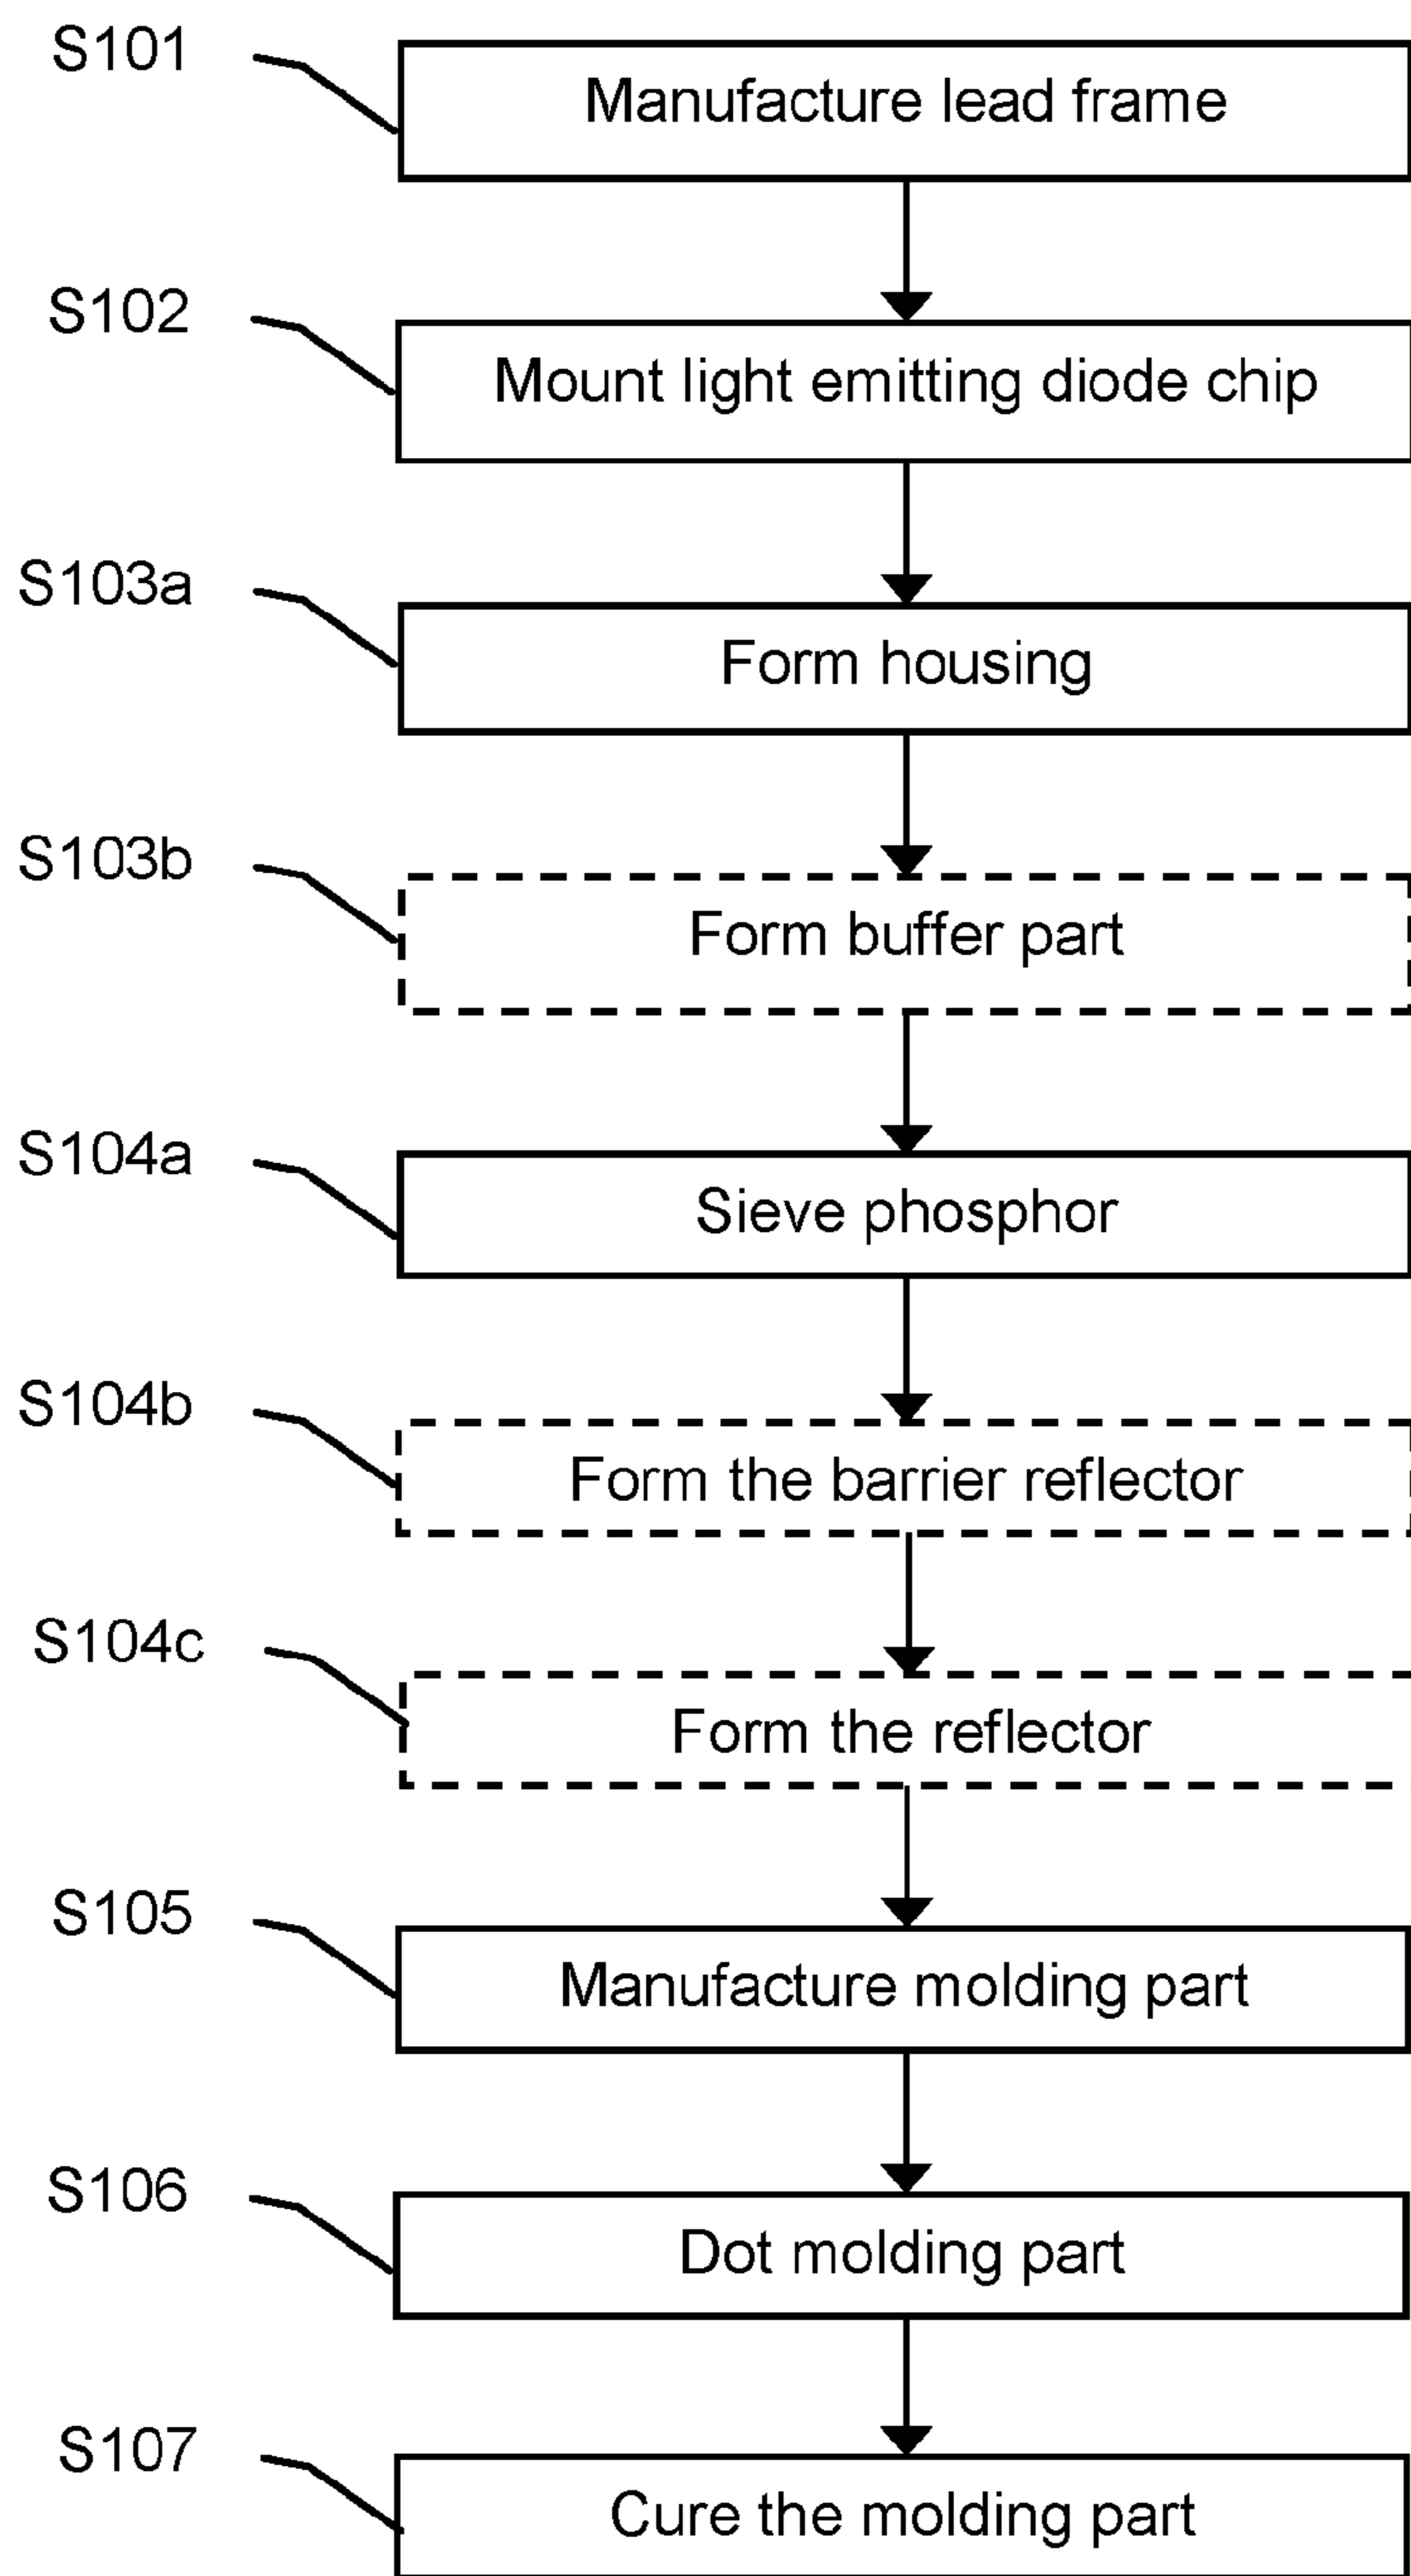 S101
Manufacture lead frame
S102
Mount light emitting diode chip
S103a
Form housing
S103b
Form buffer part
S104a
Sieve phosphor
S104b
Form the barrier reflector
S104c
Form the reflector
S105
Manufacture molding part
S106
Dot molding part
S107
Cure the molding part